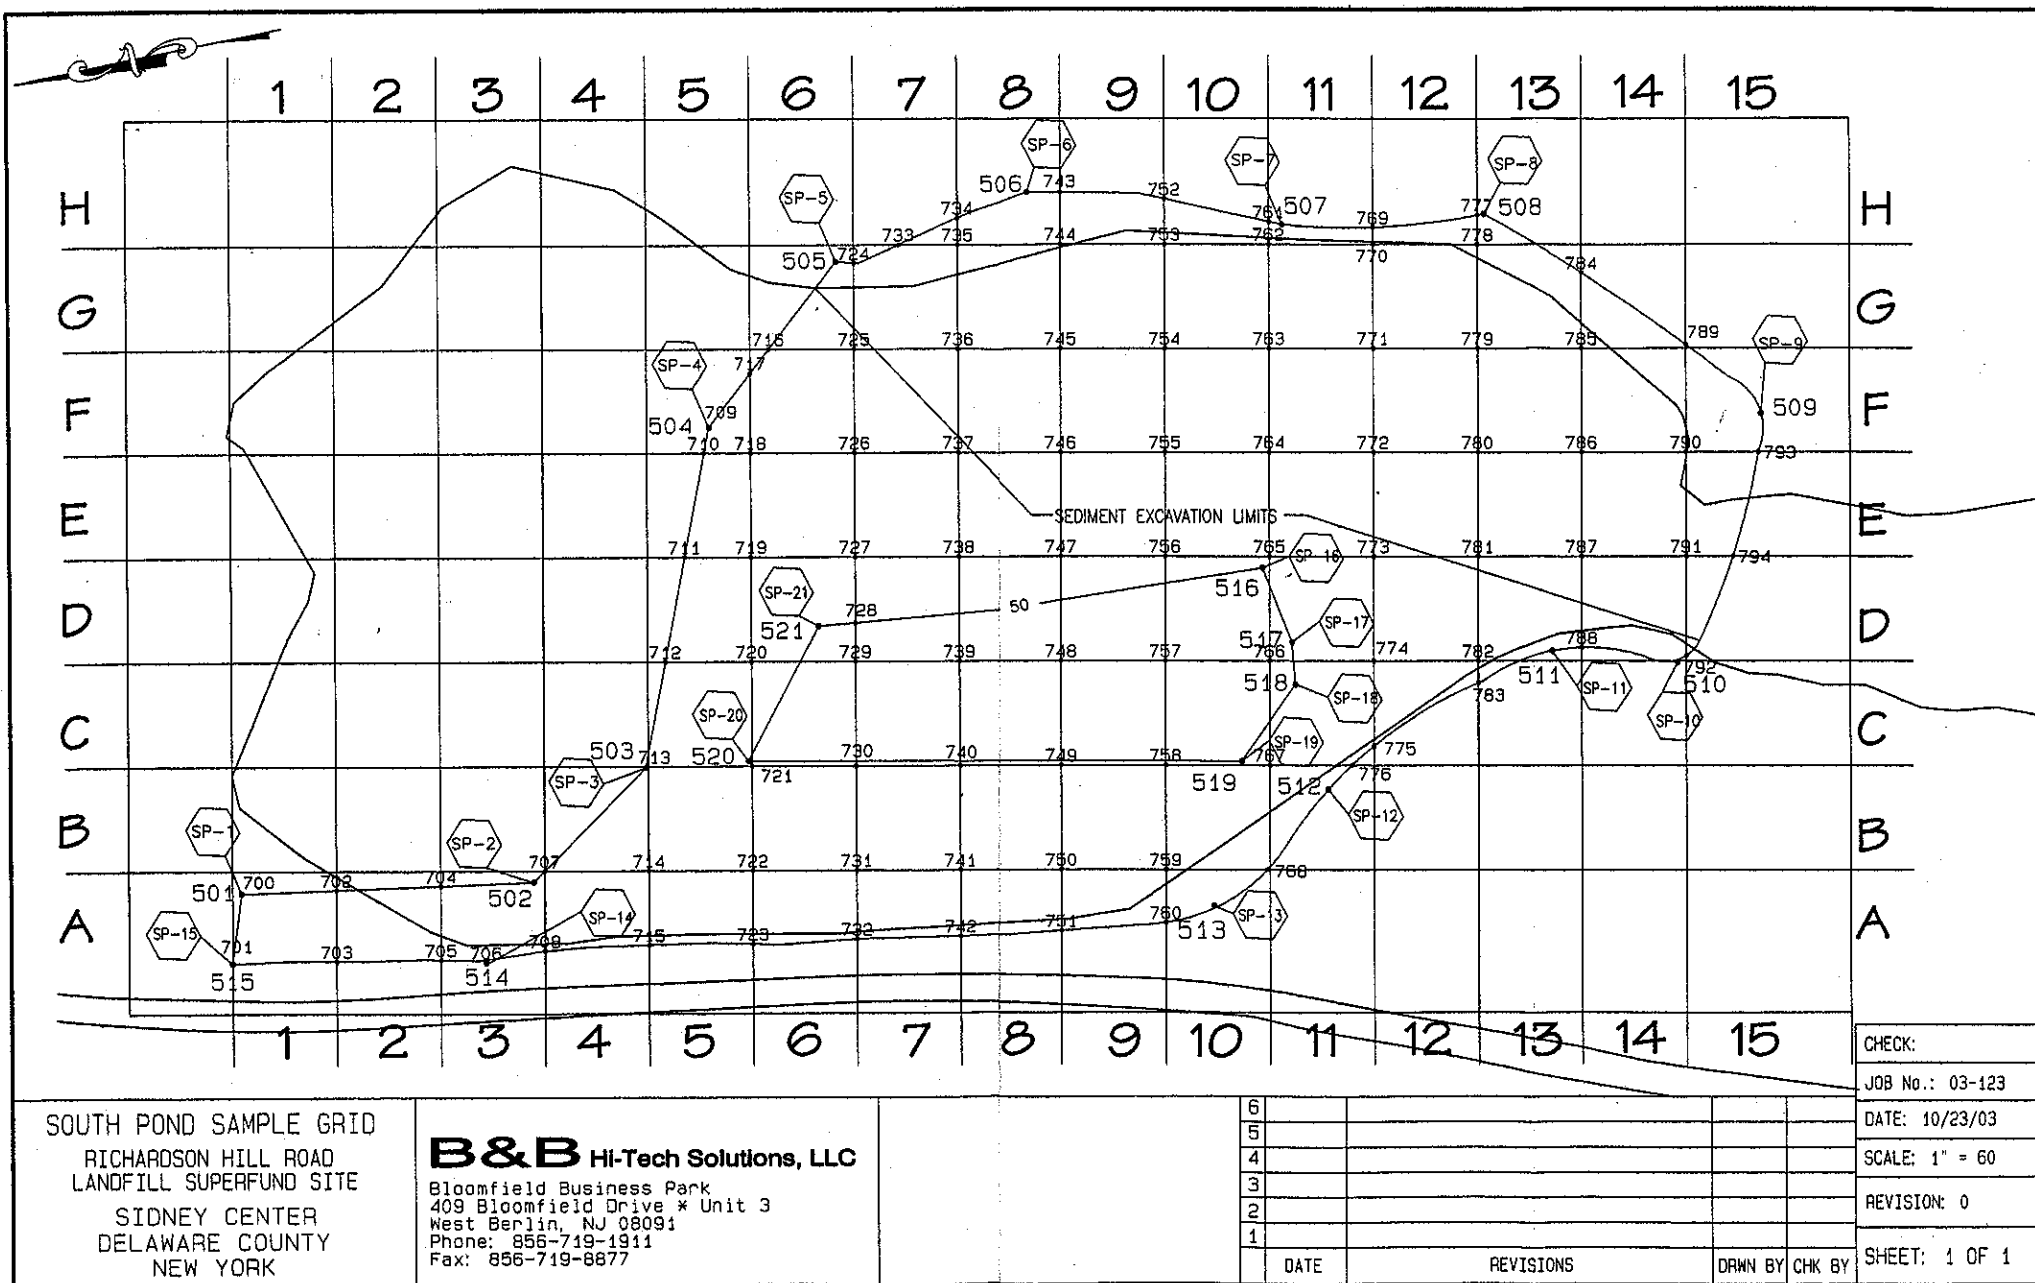 N
1 2 3 4 5 6 7 8 9 10 11 12 13 14 15
SP-6
SP-7
SP-8
SP-5
H 506 743 752 761 507 769 777 508 H
734
733 735 744 753 762 770 778
505 724 784
G G
716 725 736 745 754 763 771 779 785 789
SP-9
SP-4
717
F 504 709 509 F
710 718 726 737 746 755 764 772 780 786 790 793
E SEDIMENT EXCAVATION LIMITS E
711 719 727 738 747 756 765 773 781 787 791 794
SP-16
516
SP-21
D 521 728 50 SP-17 D
517
712 720 729 739 748 757 766 774 782 788 792
511 510
518 SP-18 783 SP-11
SP-20 SP-10
C C
503 713 520 730 740 749 758 SP-19 767 775
SP-3 721 519 512 776
SP-12
SP-1
B SP-2 B
707 714 722 731 741 750 759 768
501 700 702 704 502
A SP-15 SP-14 SP-13 A
701 703 705 706 708 715 723 732 742 751 760 513
515 514
1 2 3 4 5 6 7 8 9 10 11 12 13 14 15
CHECK:
JOB No.: 03-123
DATE: 10/23/03
SCALE: 1" = 60
REVISION: 0
SHEET: 1 OF 1
SOUTH POND SAMPLE GRID
RICHARDSON HILL ROAD
LANDFILL SUPERFUND SITE
SIDNEY CENTER
DELAWARE COUNTY
NEW YORK
B&B Hi-Tech Solutions, LLC
Bloomfield Business Park
409 Bloomfield Drive * Unit 3
West Berlin, NJ 08091
Phone: 856-719-1911
Fax: 856-719-8877
6
5
4
3
2
1
DATE REVISIONS DRWN BY CHK BY